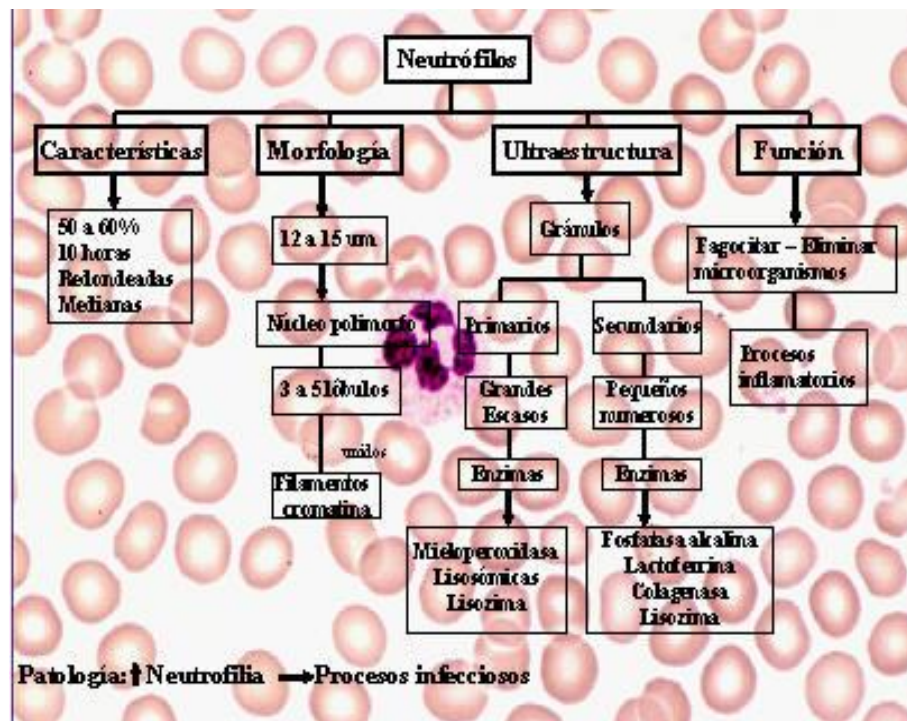 Neutrófilos
Características
Morfología
Ultraestructura
Función
50 a 60%
10 horas
Redondeadas
Medianas
12 a 15 um
Núcleo polimorfo
3 a 5 lóbulos
unidos
Filamentos
cromatina
Gránulos
Primarios
Secundarios
Grandes
Escasos
Pequeños
numerosos
Enzimas
Enzimas
Mieloperoxidasa
Lisosómicas
Lisozima
Fosfatasa alcalina
Lactoferrina
Colagenasa
Lisozima
Fagocitar – Eliminar
microorganismos
Procesos
inflamatorios
Patología: ⬆ Neutrofilia ➞ Procesos infecciosos